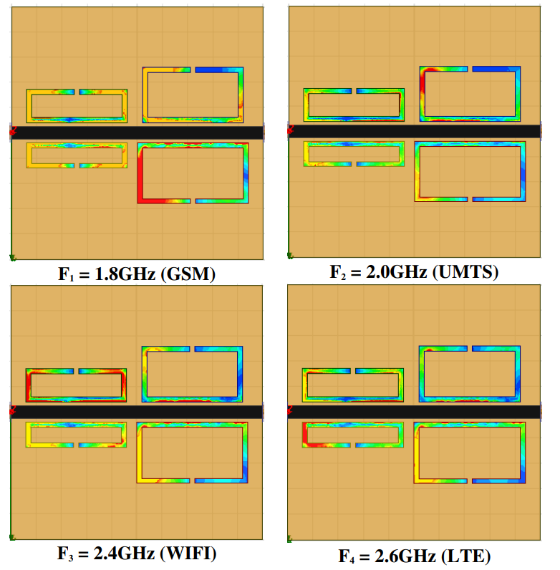 F₁ = 1.8GHz (GSM)
F₂ = 2.0GHz (UMTS)
F₃ = 2.4GHz (WIFI)
F₄ = 2.6GHz (LTE)